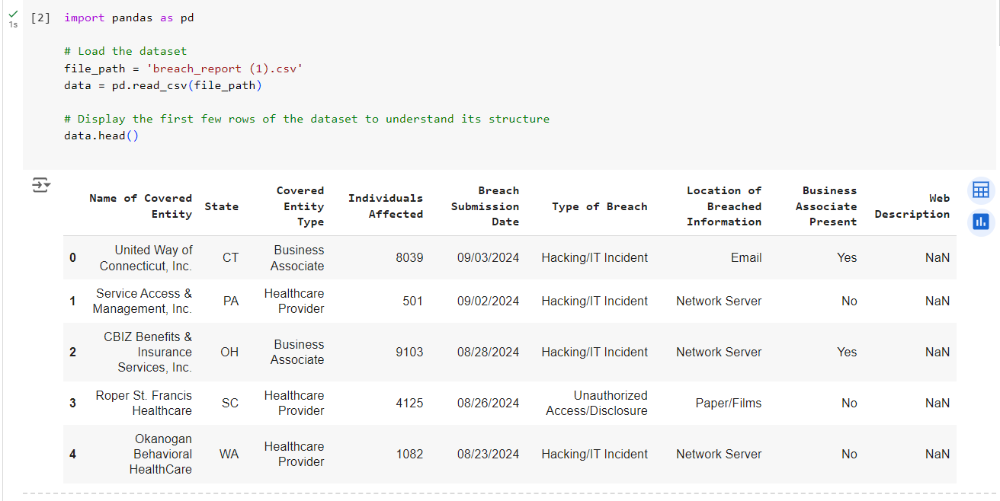 [2] import pandas as pd
1s
# Load the dataset
file_path = 'breach_report (1).csv'
data = pd.read_csv(file_path)
# Display the first few rows of the dataset to understand its structure
data.head()
Name of Covered Entity State Covered Entity Type Individuals Affected Breach Submission Date Type of Breach Location of Breached Information Business Associate Present Web Description
0 United Way of Connecticut, Inc. CT Business Associate 8039 09/03/2024 Hacking/IT Incident Email Yes NaN
1 Service Access & Management, Inc. PA Healthcare Provider 501 09/02/2024 Hacking/IT Incident Network Server No NaN
2 CBIZ Benefits & Insurance Services, Inc. OH Business Associate 9103 08/28/2024 Hacking/IT Incident Network Server Yes NaN
3 Roper St. Francis Healthcare SC Healthcare Provider 4125 08/26/2024 Unauthorized Access/Disclosure Paper/Films No NaN
4 Okanogan Behavioral HealthCare WA Healthcare Provider 1082 08/23/2024 Hacking/IT Incident Network Server No NaN